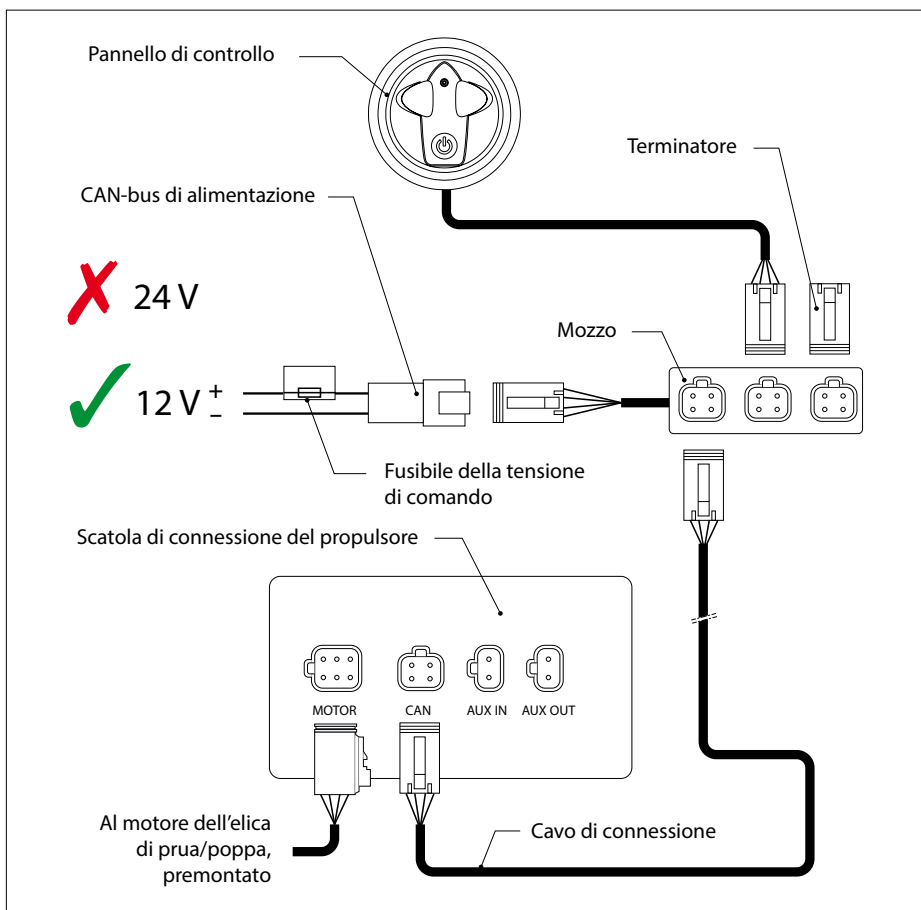 Pannello di controllo
Terminatore
CAN-bus di alimentazione
24 V
Mozzo
12 V + –
Fusibile della tensione
di comando
Scatola di connessione del propulsore
MOTOR
CAN
AUX IN
AUX OUT
Al motore dell’elica
di prua/poppa,
premontato
Cavo di connessione